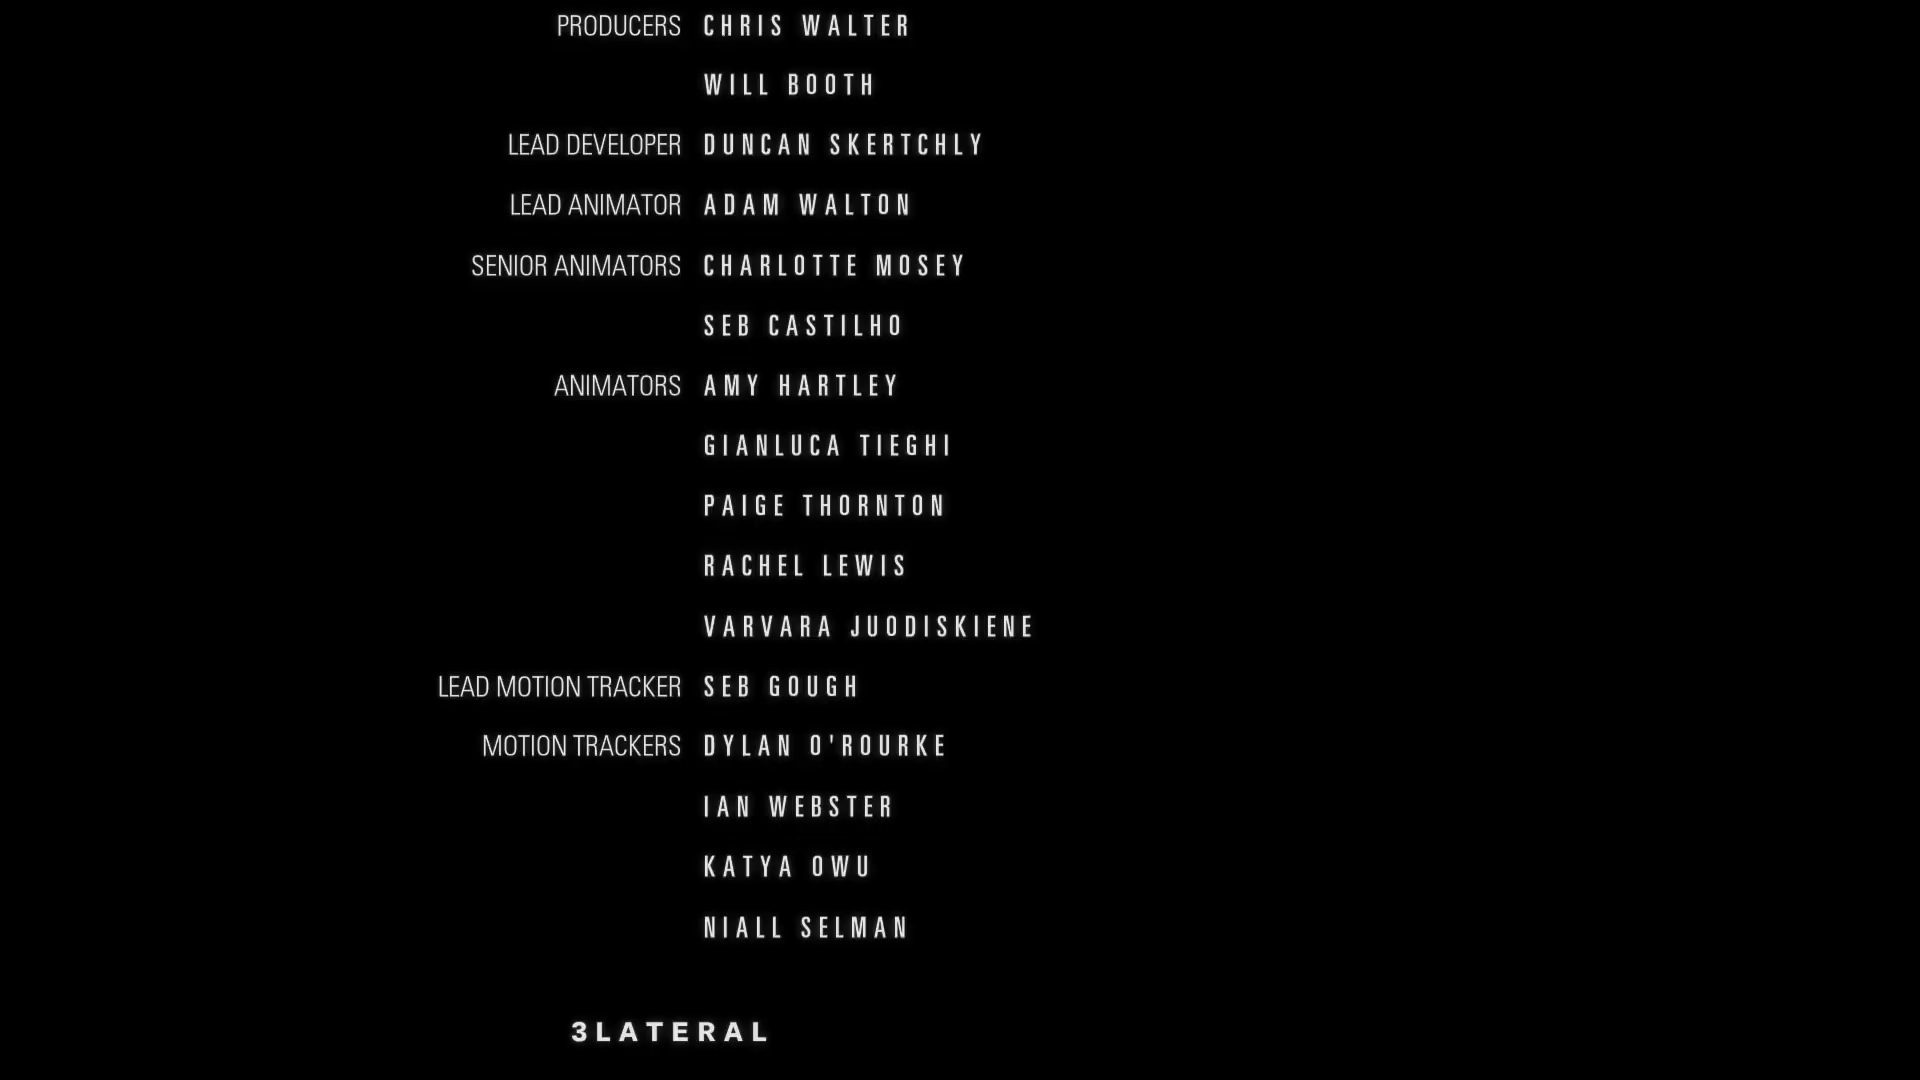 PRODUCERS CHRIS WALTER
WILL BOOTH
LEAD DEVELOPER DUNCAN SKERTCHLY
LEAD ANIMATOR ADAM WALTON
SENIOR ANIMATORS CHARLOTTE MOSEY
SEB CASTILHO
ANIMATORS AMY HARTLEY
GIANLUCA TIEGHI
PAIGE THORNTON
RACHEL LEWIS
VARVARA JUODISKIENE
LEAD MOTION TRACKER SEB GOUGH
MOTION TRACKERS DYLAN O'ROURKE
IAN WEBSTER
KATYA OWU
NIALL SELMAN
3LATERAL